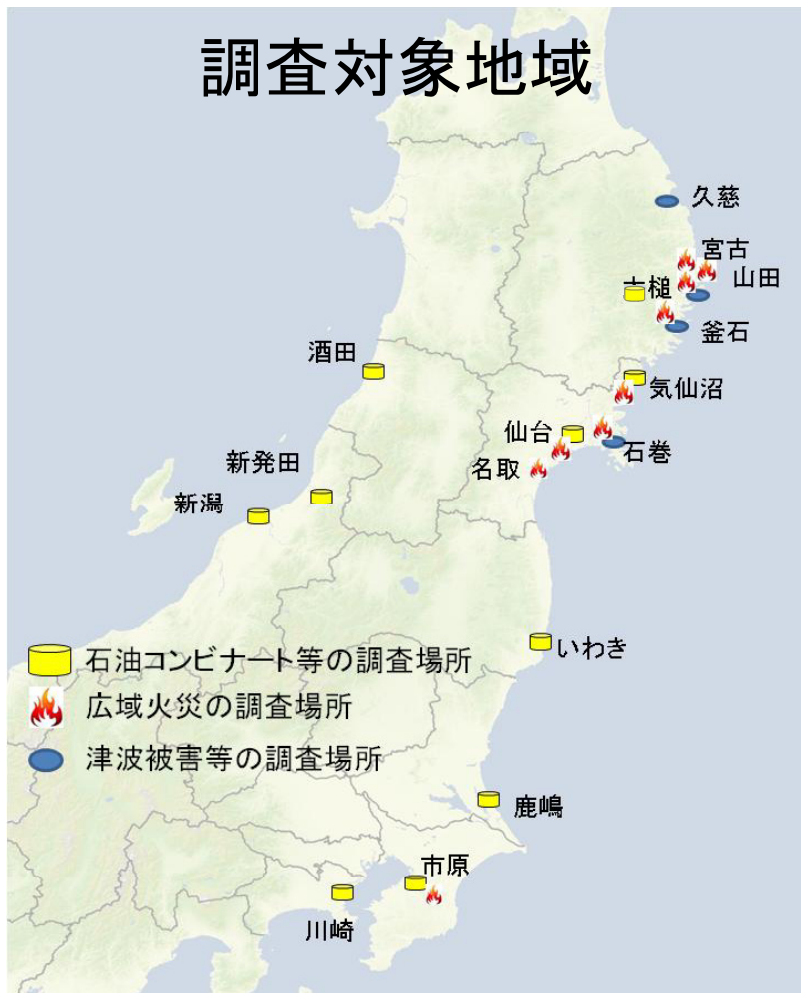 調査対象地域
久慈
宮古
山田
大槌
釜石
酒田
気仙沼
仙台
石巻
新発田
名取
新潟
いわき
石油コンビナート等の調査場所
広域火災の調査場所
津波被害等の調査場所
鹿嶋
市原
川崎